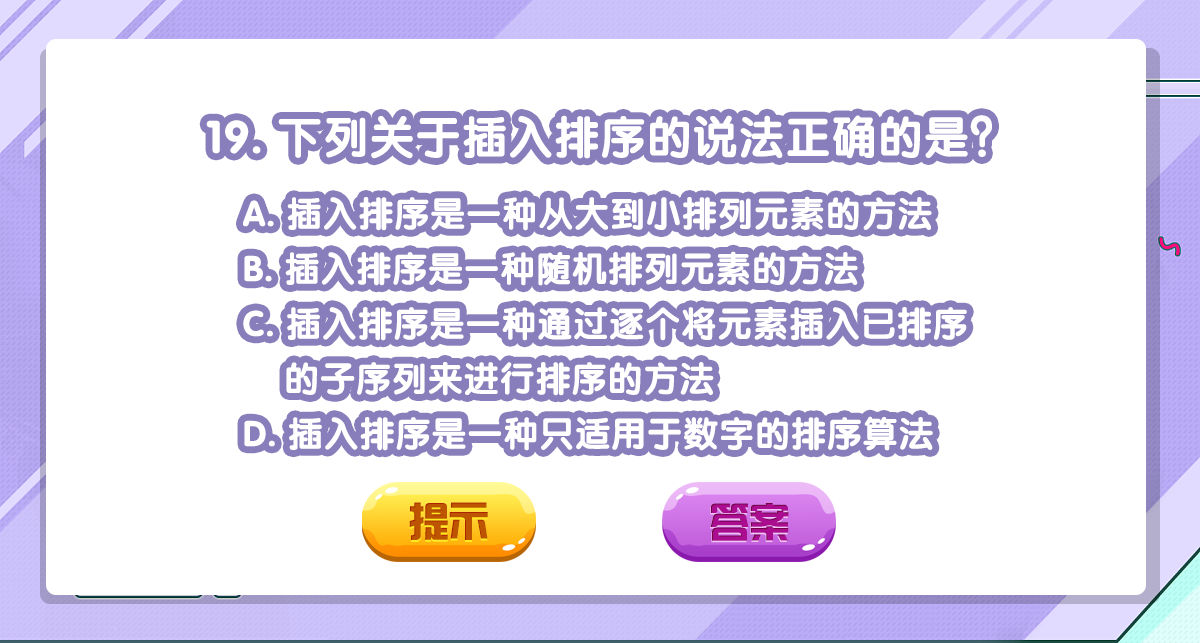 19. 下列关于插入排序的说法正确的是？
A. 插入排序是一种从大到小排列元素的方法
B. 插入排序是一种随机排列元素的方法
C. 插入排序是一种通过逐个将元素插入已排序
的子序列来进行排序的方法
D. 插入排序是一种只适用于数字的排序算法
提示
答案